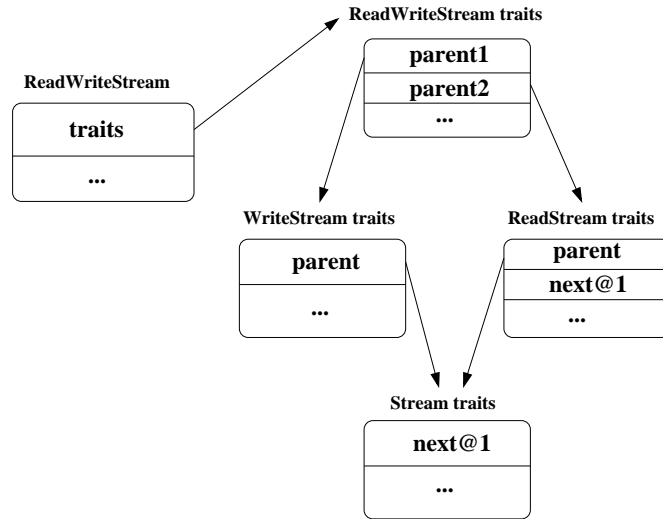 ReadWriteStream traits
parent1
parent2
...
ReadWriteStream
traits
...
WriteStream traits
parent
...
ReadStream traits
parent
next@1
...
Stream traits
next@1
...